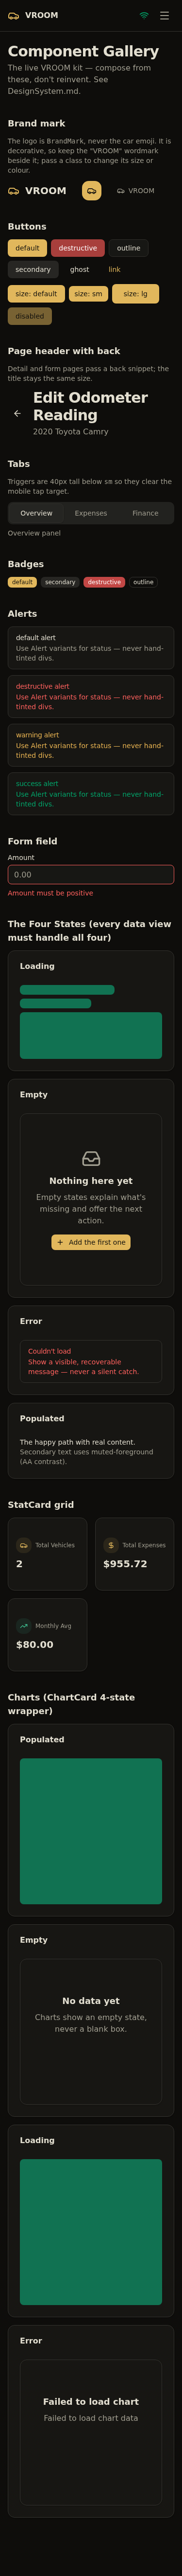 VROOM
Component Gallery
The live VROOM kit — compose from
these, don't reinvent. See
DesignSystem.md.
Brand mark
The logo is BrandMark, never the car emoji. It is
decorative, so keep the "VROOM" wordmark
beside it; pass a class to change its size or
colour.
VROOM
VROOM
Buttons
default
destructive
outline
secondary
ghost
link
size: default
size: sm
size: lg
disabled
Page header with back
Detail and form pages pass a back snippet; the
title stays the same size.
Edit Odometer
Reading
2020 Toyota Camry
Tabs
Triggers are 40px tall below sm so they clear the
mobile tap target.
Overview
Expenses
Finance
Overview panel
Badges
default
secondary
destructive
outline
Alerts
default alert
Use Alert variants for status — never hand-
tinted divs.
destructive alert
Use Alert variants for status — never hand-
tinted divs.
warning alert
Use Alert variants for status — never hand-
tinted divs.
success alert
Use Alert variants for status — never hand-
tinted divs.
Form field
Amount
0.00
Amount must be positive
The Four States (every data view
must handle all four)
Loading
Empty
Nothing here yet
Empty states explain what's
missing and offer the next
action.
+ Add the first one
Error
Couldn't load
Show a visible, recoverable
message — never a silent catch.
Populated
The happy path with real content.
Secondary text uses muted-foreground
(AA contrast).
StatCard grid
Total Vehicles
2
Total Expenses
$955.72
Monthly Avg
$80.00
Charts (ChartCard 4-state
wrapper)
Populated
Empty
No data yet
Charts show an empty state,
never a blank box.
Loading
Error
Failed to load chart
Failed to load chart data